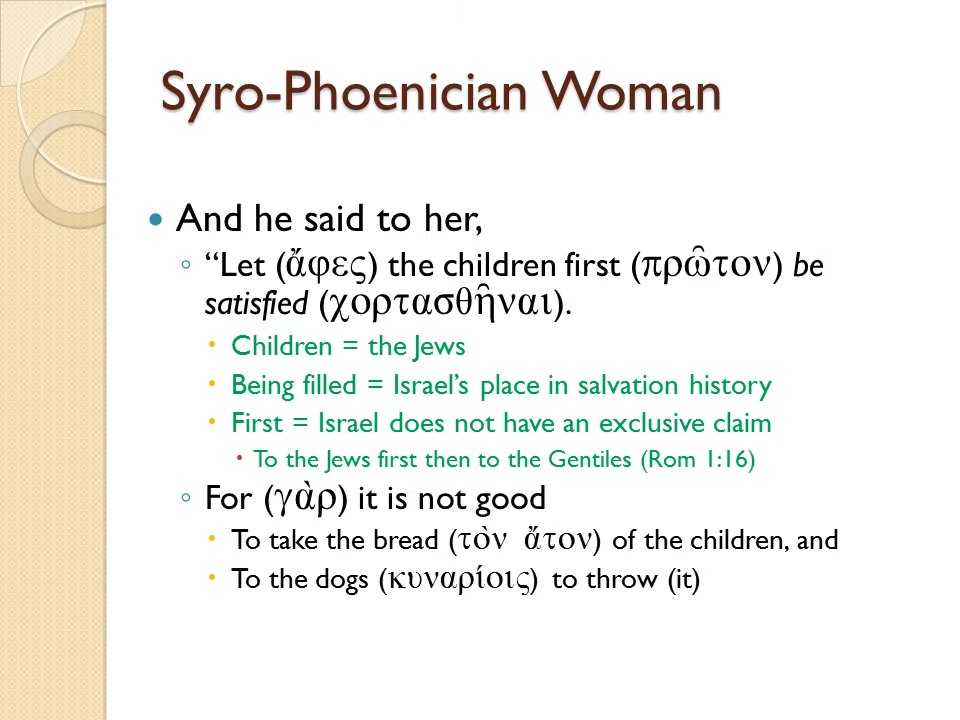 Syro-Phoenician Woman
And he said to her,
“Let (ἄφες) the children first (πρῶτον) be
satisfied (χορτασθῆναι).
Children = the Jews
Being filled = Israel’s place in salvation history
First = Israel does not have an exclusive claim
To the Jews first then to the Gentiles (Rom 1:16)
For (γὰρ) it is not good
To take the bread (τὸν ἄτον) of the children, and
To the dogs (κυναρίοις) to throw (it)